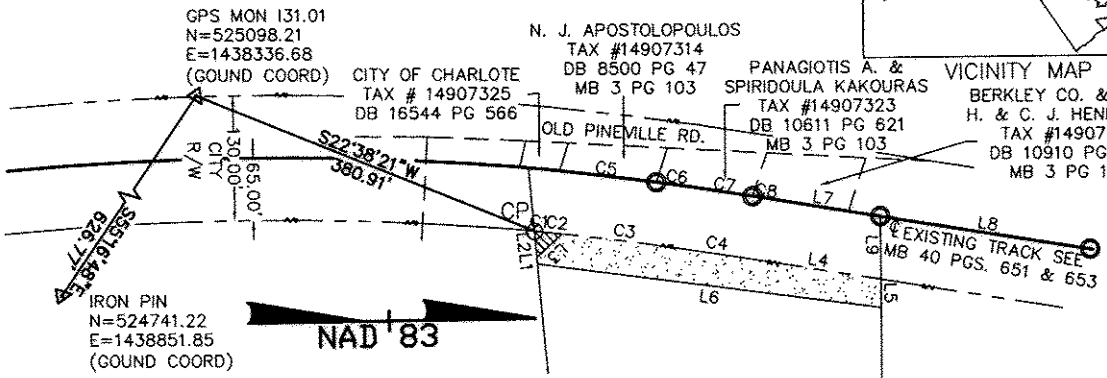 GPS MON I31.01
N=525098.21
E=1438336.68
(GOUND COORD)
CITY OF CHARLOTE
TAX # 14907325
DB 16544 PG 566
N. J. APOSTOLOPOULOS
TAX #14907314
DB 8500 PG 47
MB 3 PG 103
PANAGIOTIS A. &
SPIRIDOULA KAKOURAS
TAX #14907323
DB 10611 PG 621
MB 3 PG 103
VICINITY MAP
BERKLEY CO. &
H. & C. J.
TAX #14907
DB 10910 PG
MB 3 PG 1
OLD PINEVILLE RD.
S22°38'21"W
380.91'
CITY
130.00'
R/W
65.00'
S55°16'48"E
626.77'
C5
C6
C7
C8
L7
L8
CP
C1
C2
C3
C4
L4
L2
L1
L3
L9
L5
L6
℄ EXISTING TRACK SEE
MB 40 PGS. 651 & 653
IRON PIN
N=524741.22
E=1438851.85
(GOUND COORD)
NAD '83